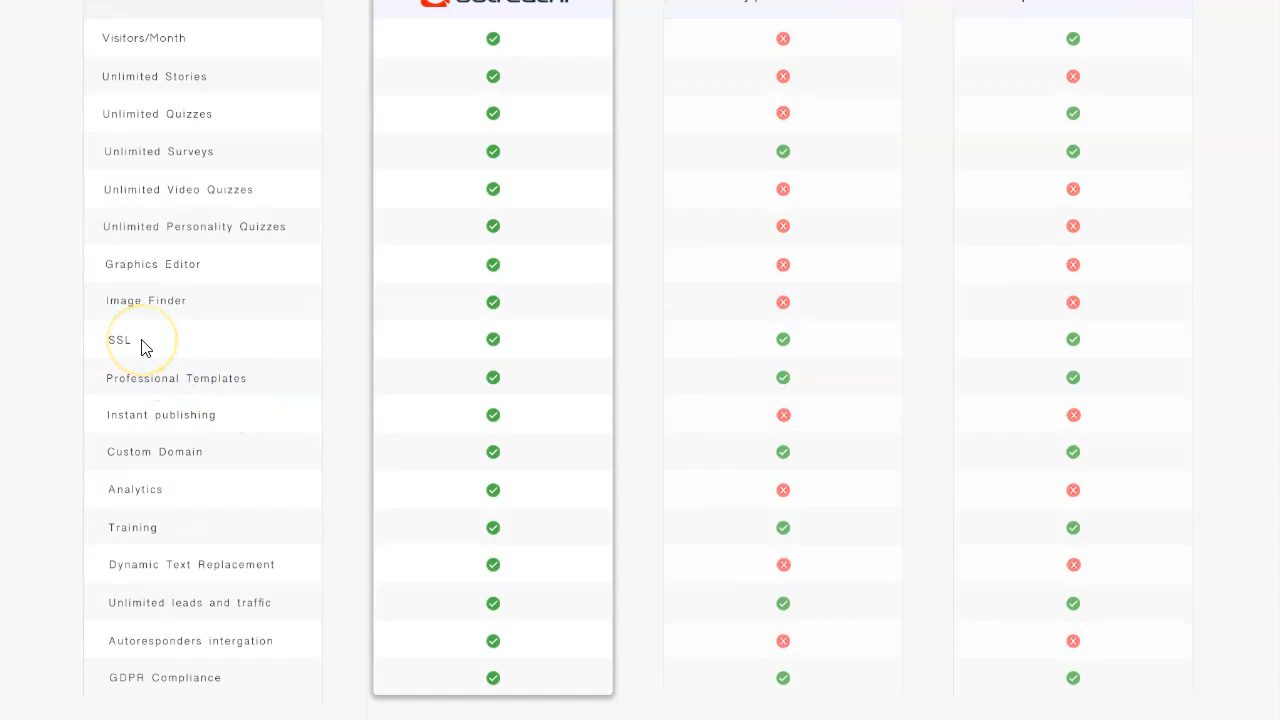 Visitors/Month
Unlimited Stories
Unlimited Quizzes
Unlimited Surveys
Unlimited Video Quizzes
Unlimited Personality Quizzes
Graphics Editor
Image Finder
SSL
Professional Templates
Instant publishing
Custom Domain
Analytics
Training
Dynamic Text Replacement
Unlimited leads and traffic
Autoresponders intergation
GDPR Compliance